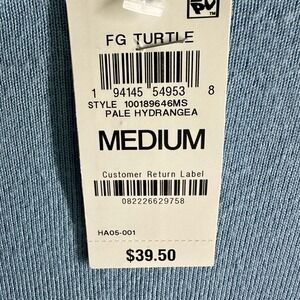 FG TURTLE
1 94145 54953 8
STYLE 100189646MS
PALE HYDRANGEA
MEDIUM
Customer Return Label
082226629758
HA05-001
$39.50